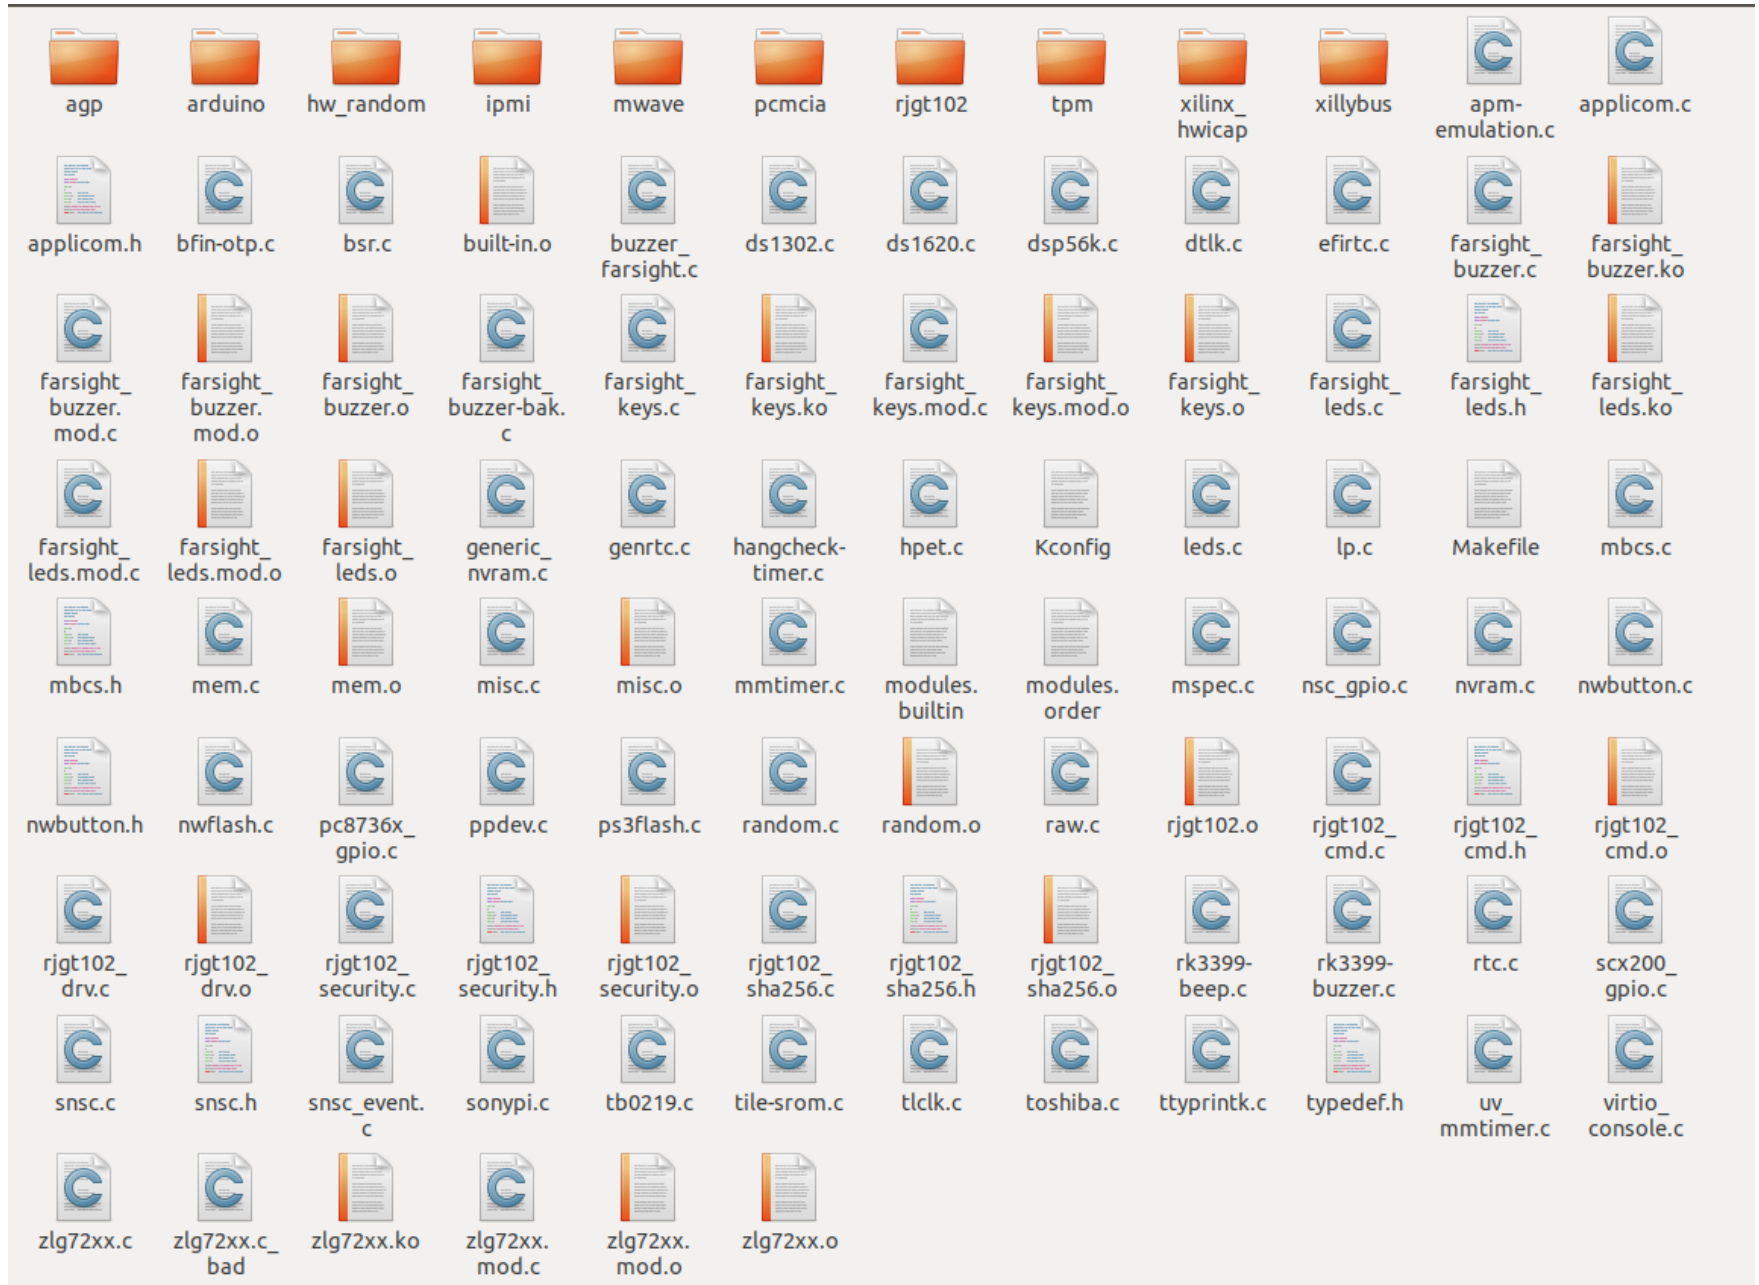 agp
arduino
hw_random
ipmi
mwave
pcmcia
rjgt102
tpm
xilinx_
hwicap
xillybus
apm-
emulation.c
applicom.c
applicom.h
bfin-otp.c
bsr.c
built-in.o
buzzer_
farsight.c
ds1302.c
ds1620.c
dsp56k.c
dtlk.c
efirtc.c
farsight_
buzzer.c
farsight_
buzzer.ko
farsight_
buzzer.
mod.c
farsight_
buzzer.
mod.o
farsight_
buzzer.o
farsight_
buzzer-bak.
c
farsight_
keys.c
farsight_
keys.ko
farsight_
keys.mod.c
farsight_
keys.mod.o
farsight_
keys.o
farsight_
leds.c
farsight_
leds.h
farsight_
leds.ko
farsight_
leds.mod.c
farsight_
leds.mod.o
farsight_
leds.o
generic_
nvram.c
genrtc.c
hangcheck-
timer.c
hpet.c
Kconfig
leds.c
lp.c
Makefile
mbcs.c
mbcs.h
mem.c
mem.o
misc.c
misc.o
mmtimer.c
modules.
builtin
modules.
order
mspec.c
nsc_gpio.c
nvram.c
nwbutton.c
nwbutton.h
nwflash.c
pc8736x_
gpio.c
ppdev.c
ps3flash.c
random.c
random.o
raw.c
rjgt102.o
rjgt102_
cmd.c
rjgt102_
cmd.h
rjgt102_
cmd.o
rjgt102_
drv.c
rjgt102_
drv.o
rjgt102_
security.c
rjgt102_
security.h
rjgt102_
security.o
rjgt102_
sha256.c
rjgt102_
sha256.h
rjgt102_
sha256.o
rk3399-
beep.c
rk3399-
buzzer.c
rtc.c
scx200_
gpio.c
snsc.c
snsc.h
snsc_event.
c
sonypi.c
tb0219.c
tile-srom.c
tlclk.c
toshiba.c
ttyprintk.c
typedef.h
uv_
mmtimer.c
virtio_
console.c
zlg72xx.c
zlg72xx.c_
bad
zlg72xx.ko
zlg72xx.
mod.c
zlg72xx.
mod.o
zlg72xx.o